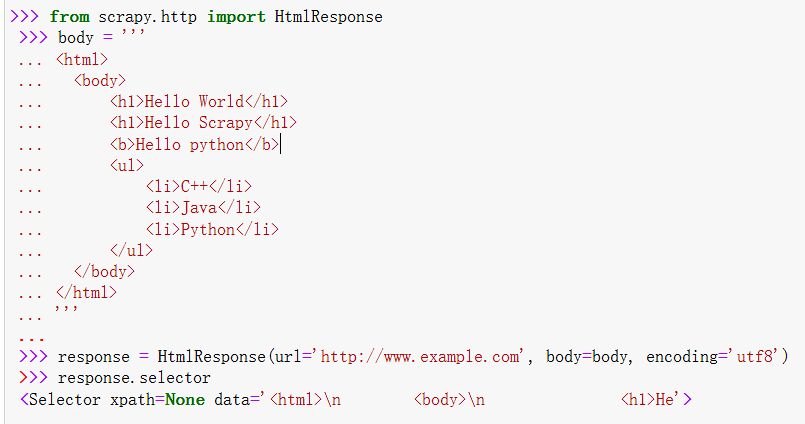 >>> from scrapy.http import HtmlResponse
>>> body = '''
... <html>
...   <body>
...       <h1>Hello World</h1>
...       <h1>Hello Scrapy</h1>
...       <b>Hello python</b>
...       <ul>
...           <li>C++</li>
...           <li>Java</li>
...           <li>Python</li>
...       </ul>
...   </body>
... </html>
... '''
...
>>> response = HtmlResponse(url='http://www.example.com', body=body, encoding='utf8')
>>> response.selector
<Selector xpath=None data='<html>\n        <body>\n               <h1>He'>